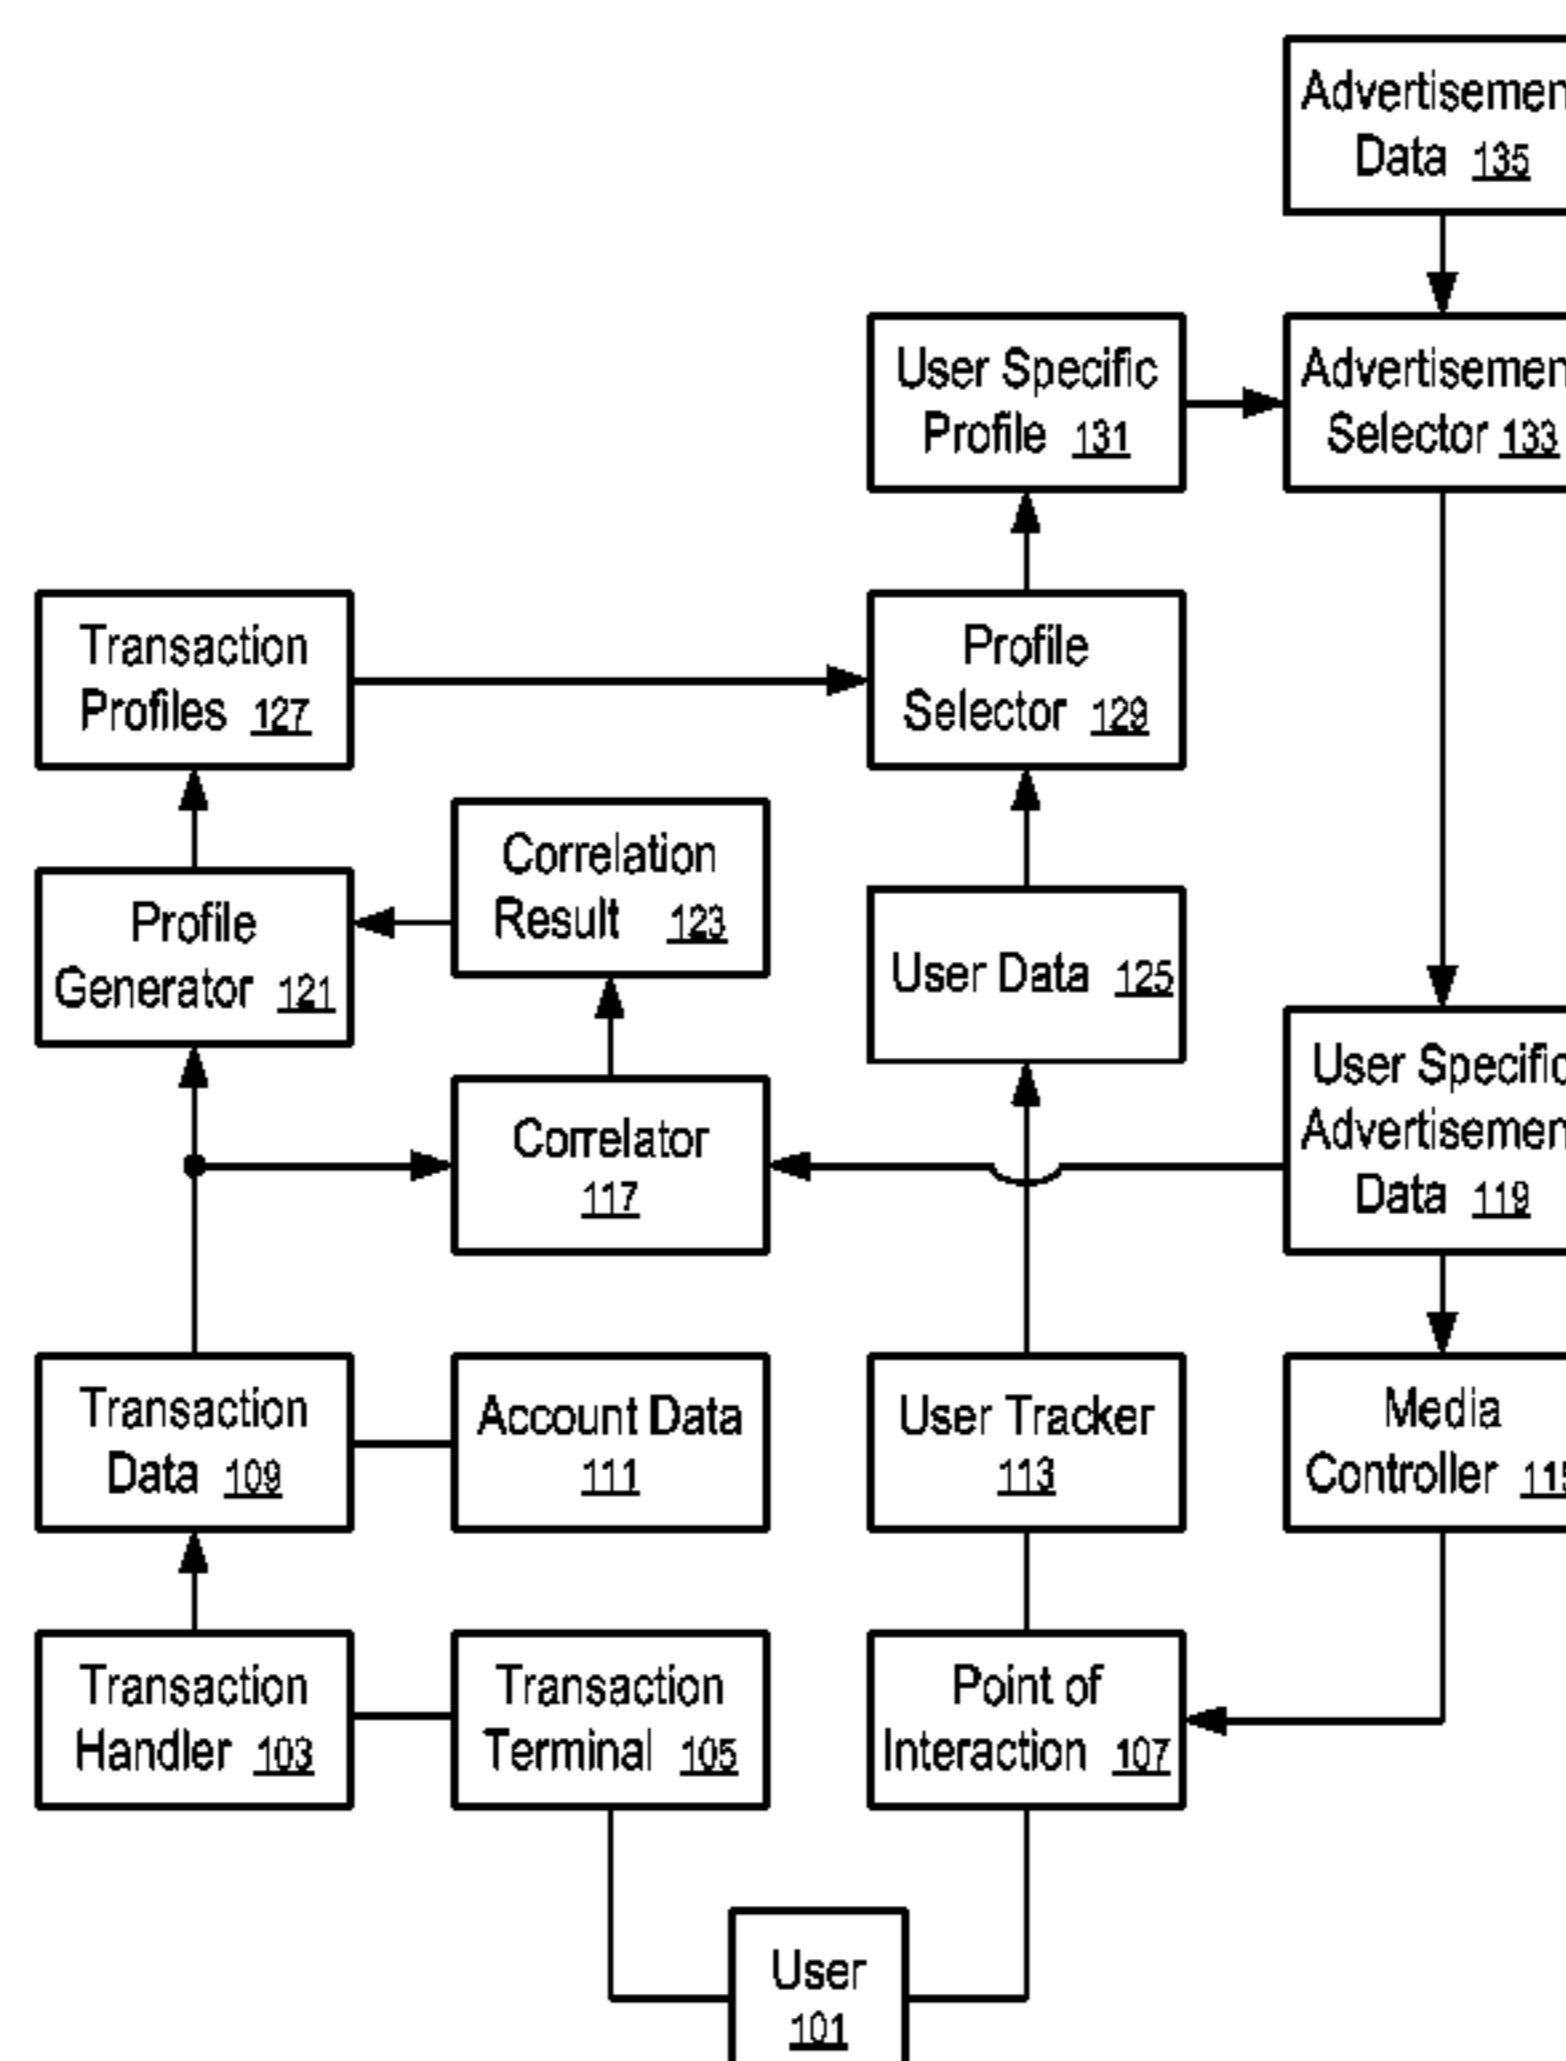 Advertisemen
Data 135
User Specific
Profile 131
Advertisemen
Selector 133
Transaction
Profiles 127
Profile
Selector 129
Correlation
Result 123
Profile
Generator 121
User Data 125
User Specific
Advertisemen
Data 119
Correlator
117
Transaction
Data 109
Account Data
111
User Tracker
113
Media
Controller 115
Transaction
Handler 103
Transaction
Terminal 105
Point of
Interaction 107
User
101